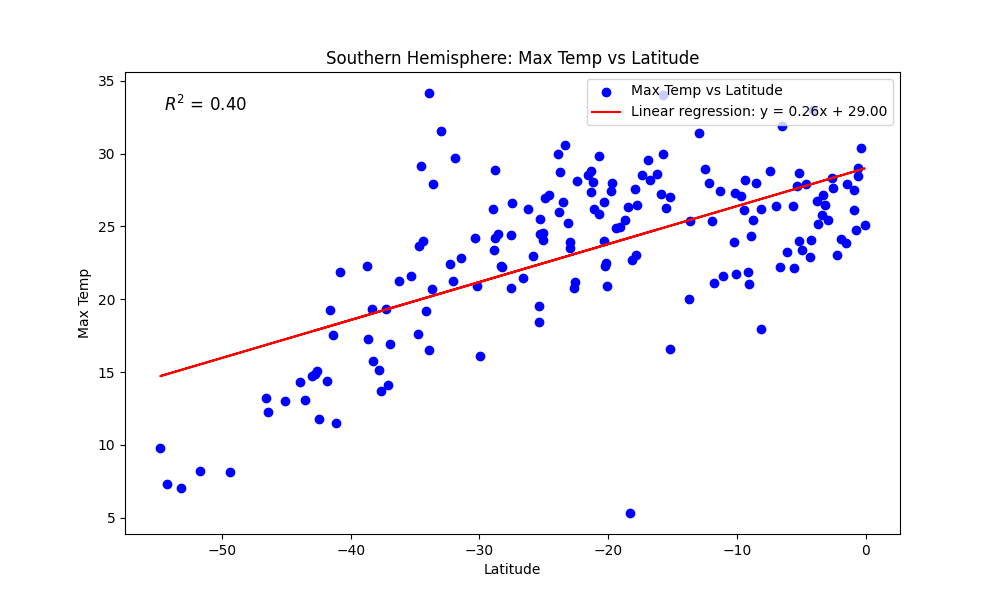 Southern Hemisphere: Max Temp vs Latitude
R² = 0.40
Max Temp vs Latitude
Linear regression: y = 0.26x + 29.00
35
30
25
20
15
10
5
Max Temp
−50
−40
−30
−20
−10
0
Latitude